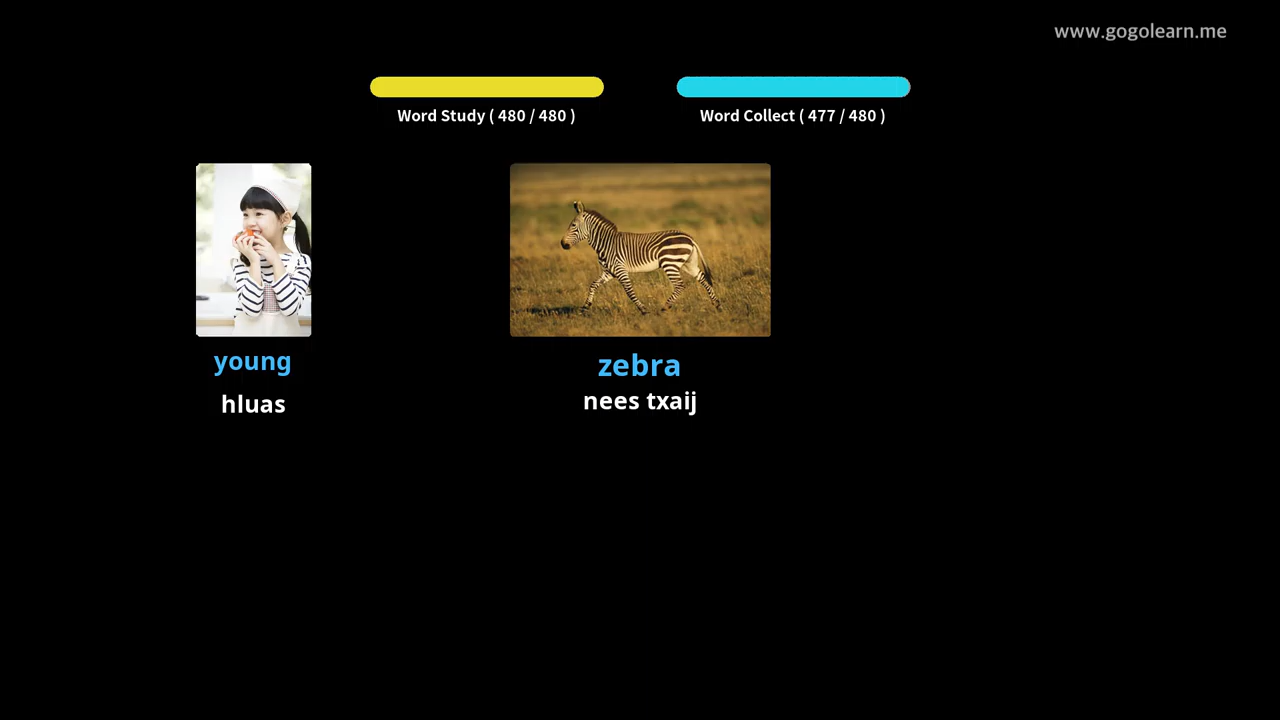 www.gogolearn.me
Word Study ( 480 / 480 )
Word Collect ( 477 / 480 )
young
hluas
zebra
nees txaij